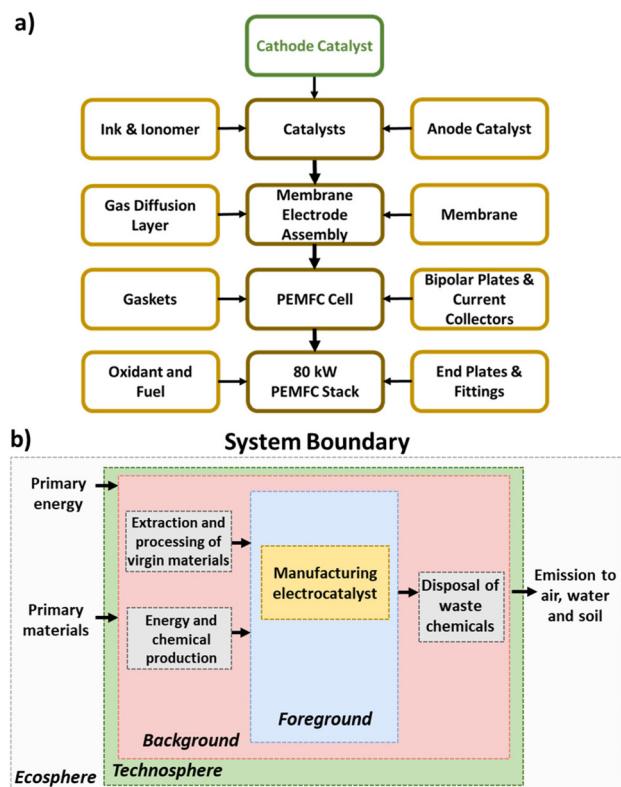 a)
Cathode Catalyst
Ink & Ionomer
Catalysts
Anode Catalyst
Gas Diffusion
Layer
Membrane
Electrode
Assembly
Membrane
Gaskets
PEMFC Cell
Bipolar Plates &
Current
Collectors
Oxidant and
Fuel
80 kW
PEMFC Stack
End Plates &
Fittings
b)
System Boundary
Primary
energy
Extraction and
processing of
virgin materials
Manufacturing
electrocatalyst
Disposal of
waste
chemicals
Emission to
air, water
and soil
Primary
materials
Energy and
chemical
production
Foreground
Background
Technosphere
Ecosphere